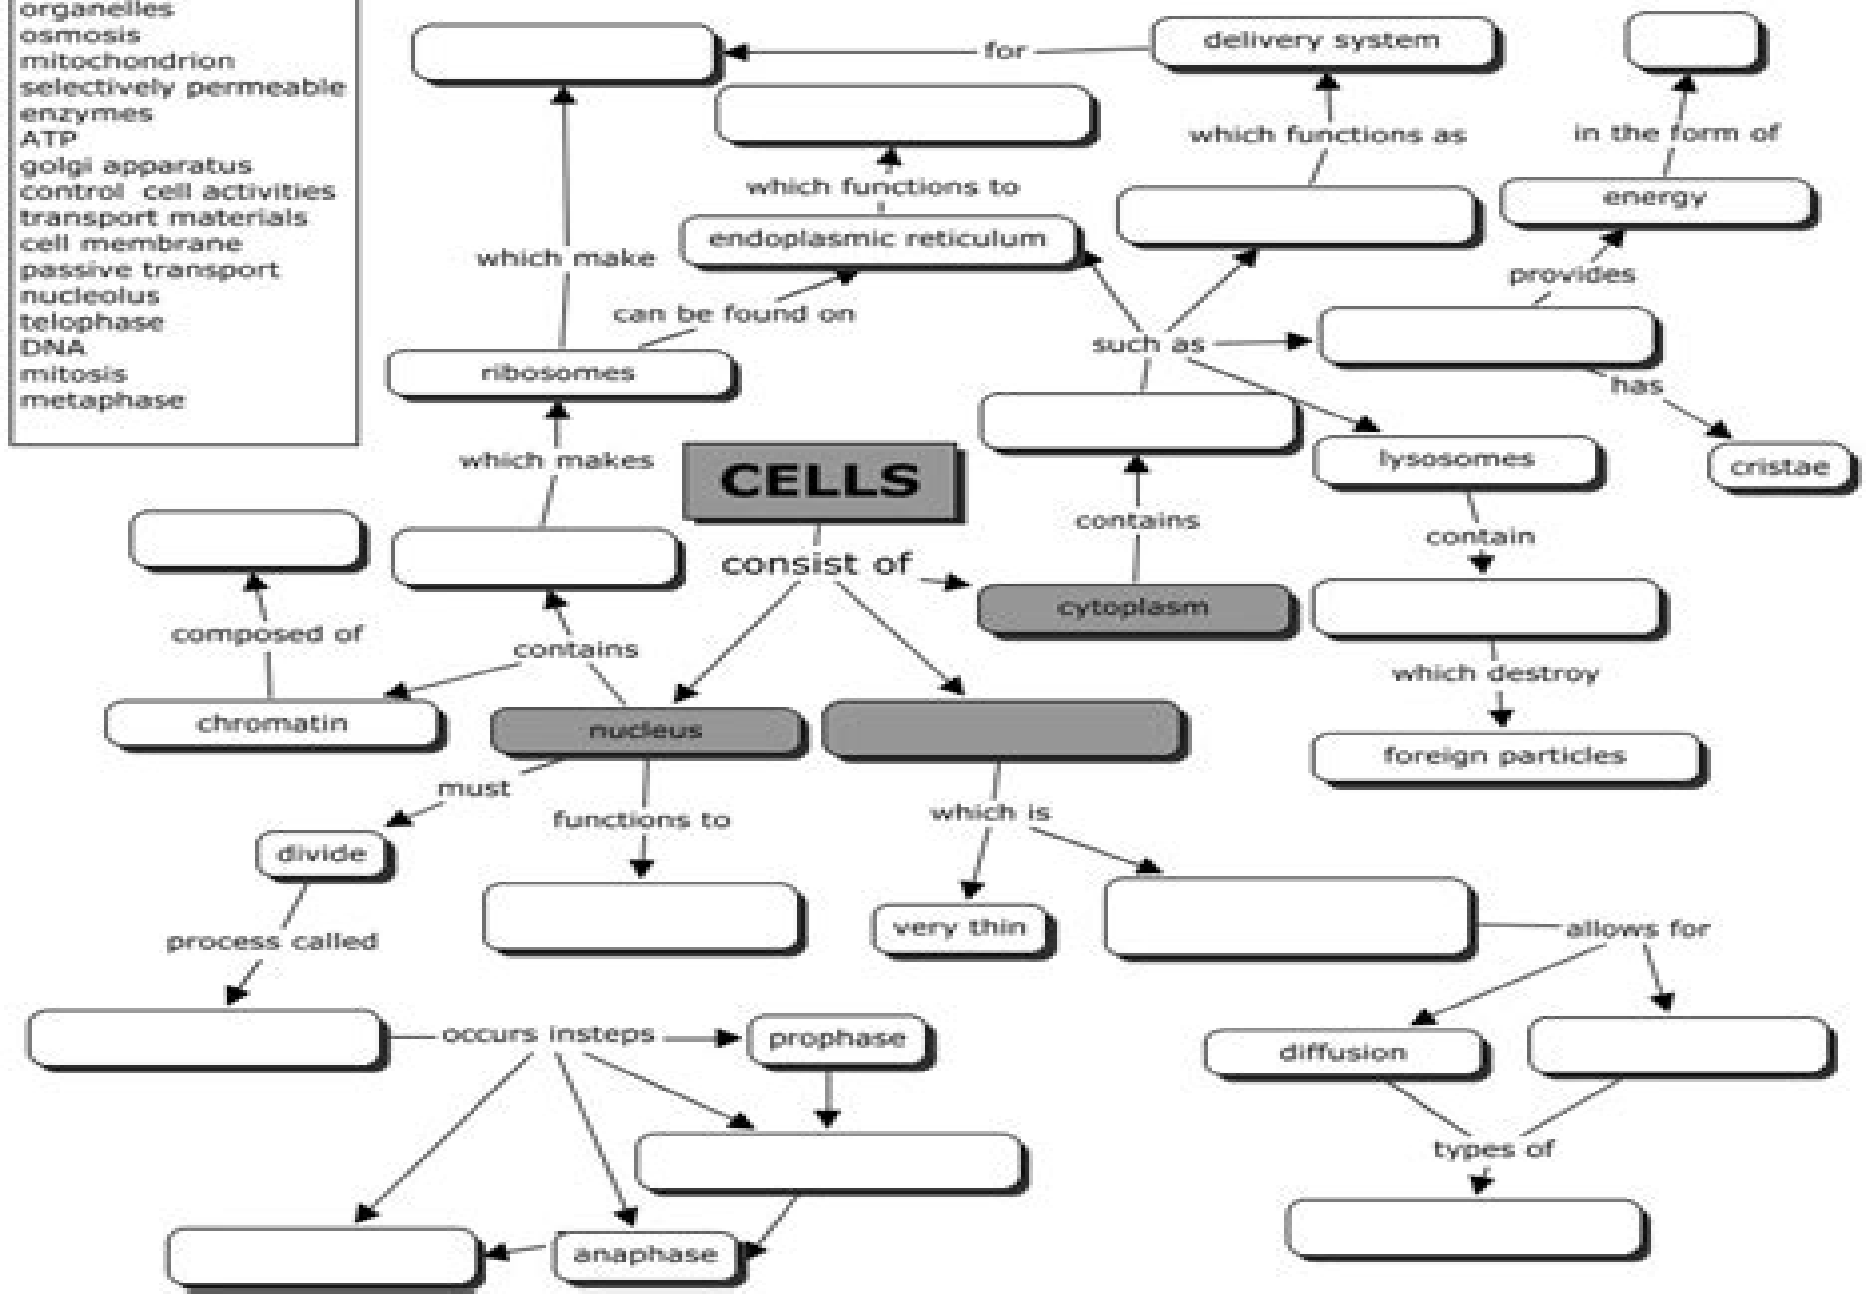 organelles
osmosis
mitochondrion
selectively permeable
enzymes
ATP
golgi apparatus
control cell activities
transport materials
cell membrane
passive transport
nucleolus
telophase
DNA
mitosis
metaphase
for
delivery system
which functions as
in the form of
which functions to
energy
endoplasmic reticulum
which make
provides
can be found on
such as
ribosomes
has
which makes
CELLS
lysosomes
cristae
contains
contain
consist of
cytoplasm
composed of
contains
which destroy
chromatin
nucleus
foreign particles
must
functions to
which is
divide
very thin
allows for
process called
occurs insteps
prophase
diffusion
types of
anaphase